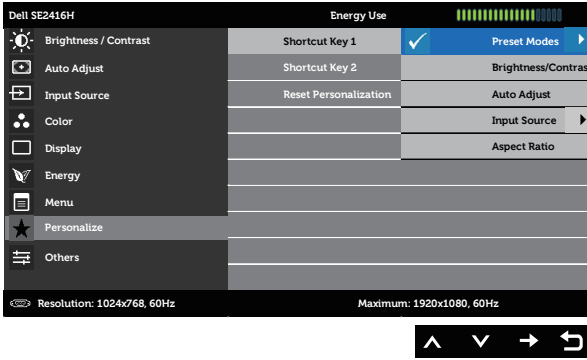 Dell SE2416H Energy Use
Brightness / Contrast Shortcut Key 1 Preset Modes
Auto Adjust Shortcut Key 2 Brightness/Contras
Input Source Reset Personalization Auto Adjust
Color Input Source
Display Aspect Ratio
Energy
Menu
Personalize
Others
Resolution: 1024x768, 60Hz Maximum: 1920x1080, 60Hz